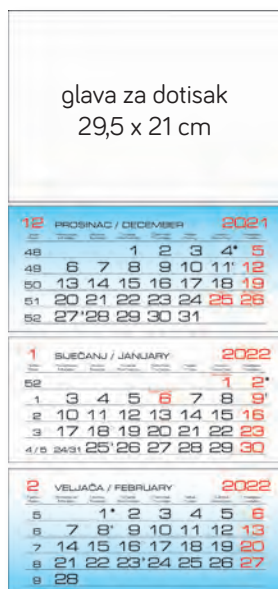 glava za dotisak
29,5 x 21 cm
12 PROSINAC / DECEMBER 2021
48 1 2 3 4• 5
49 6 7 8 9 10 11' 12
50 13 14 15 16 17 18 19
51 20 21 22 23 24 25 26
52 27' 28 29 30 31
1 SIJEČANJ / JANUARY 2022
52 1 2•
1 3 4 5 6 7 8 9'
2 10 11 12 13 14 15 16
3 17 18 19 20 21 22 23
4/5 24/31 25' 26 27 28 29 30
2 VELJAČA / FEBRUARY 2022
5 1• 2 3 4 5 6
6 7 8' 9 10 11 12 13
7 14 15 16 17 18 19 20
8 21 22 23' 24 25 26 27
9 28